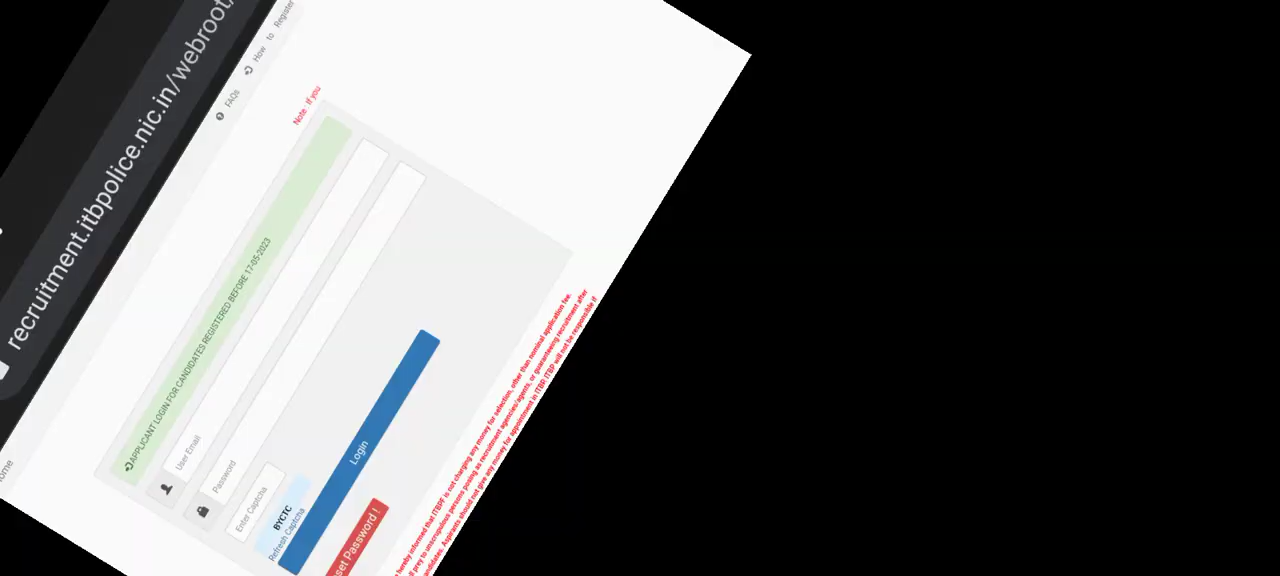 recruitment.itbpolice.nic.in/webroot/
FAQs How to Register
Note : If you
APPLICANT LOGIN FOR CANDIDATES REGISTERED BEFORE 17-05-2023
User Email
Password
Enter Captcha
BYCTC
Refresh Captcha
Login
Password !
hereby informed that ITBPF is not charging any money for selection, other than nominal application fee.
prey to unscrupulous persons posing as recruitment agencies/agents, or guaranteeing recruitment after
Aspirants should not give any money for appointment in ITBP. ITBP will not be responsible if